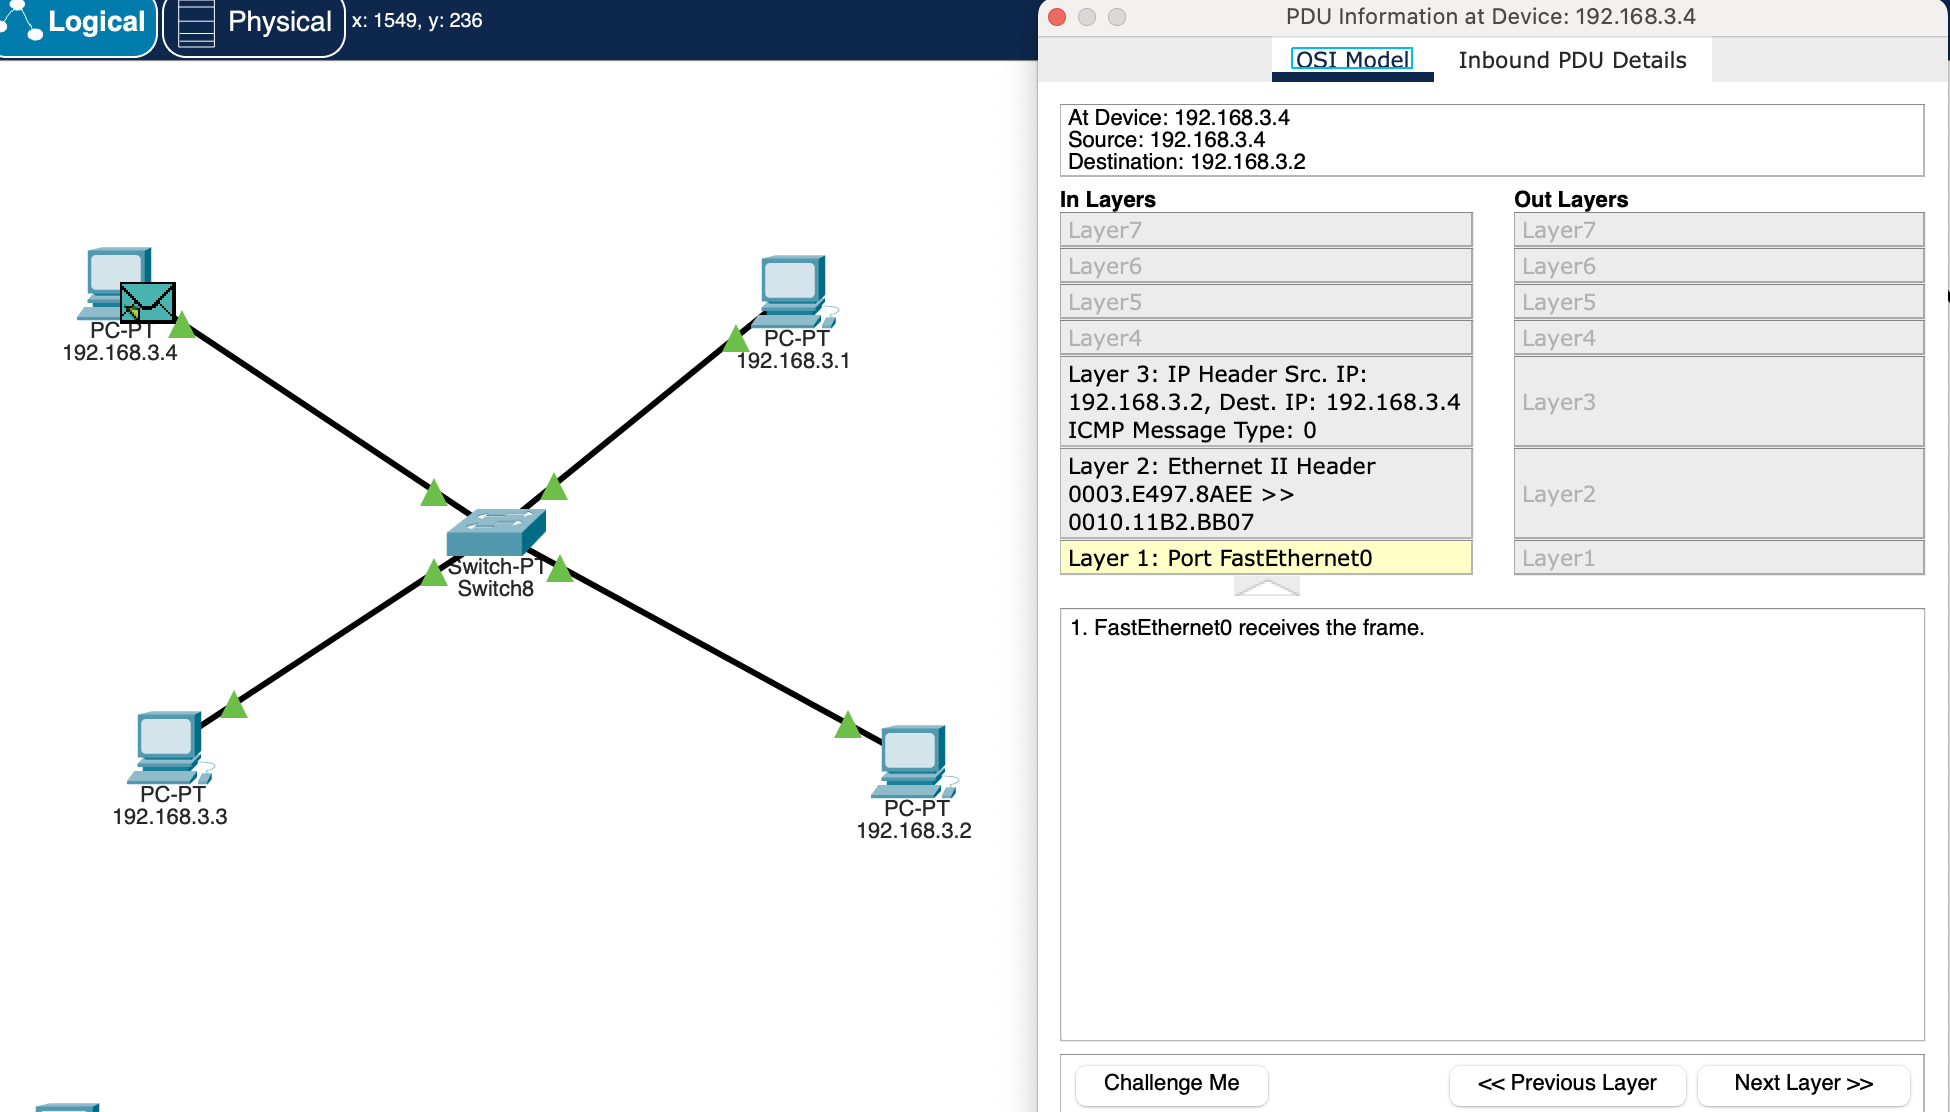 Logical
Physical
x: 1549, y: 236
PC-PT
192.168.3.4
PC-PT
192.168.3.1
Switch-PT
Switch8
PC-PT
192.168.3.3
PC-PT
192.168.3.2
PDU Information at Device: 192.168.3.4
OSI Model
Inbound PDU Details
At Device: 192.168.3.4
Source: 192.168.3.4
Destination: 192.168.3.2
In Layers
Layer7
Layer6
Layer5
Layer4
Layer 3: IP Header Src. IP:
192.168.3.2, Dest. IP: 192.168.3.4
ICMP Message Type: 0
Layer 2: Ethernet II Header
0003.E497.8AEE >>
0010.11B2.BB07
Layer 1: Port FastEthernet0
Out Layers
Layer7
Layer6
Layer5
Layer4
Layer3
Layer2
Layer1
1. FastEthernet0 receives the frame.
Challenge Me
<< Previous Layer
Next Layer >>